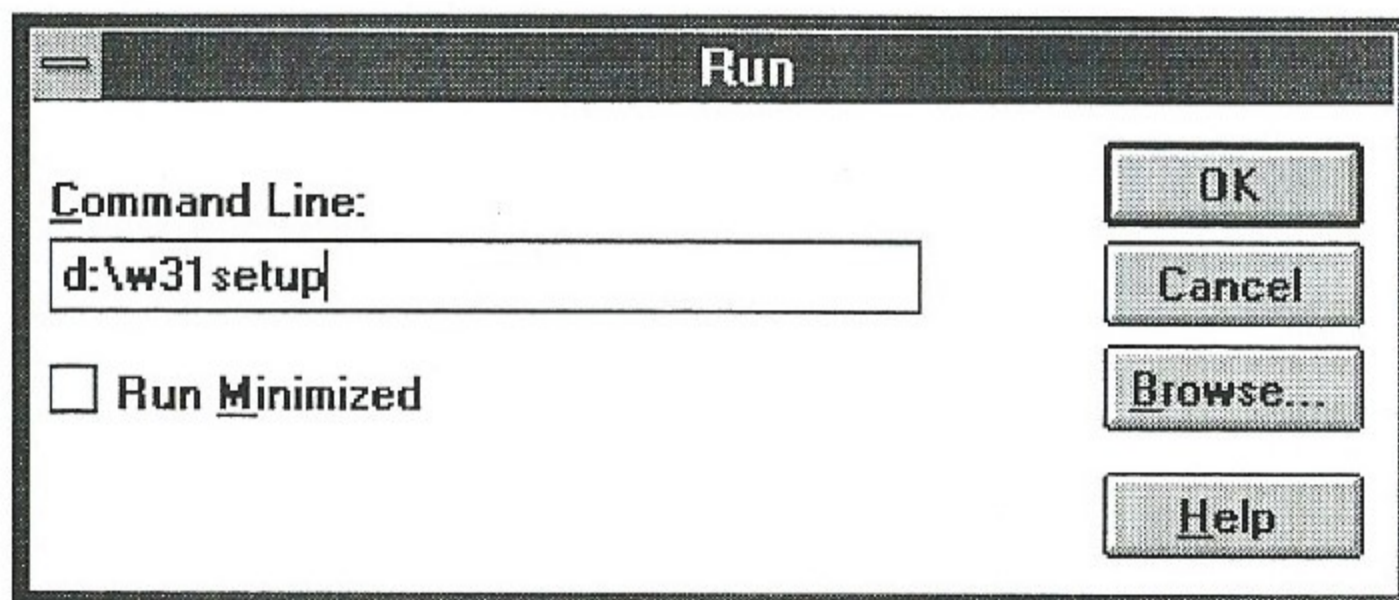 Run
Command Line:
d:\w31setup
Run Minimized
OK
Cancel
Browse...
Help